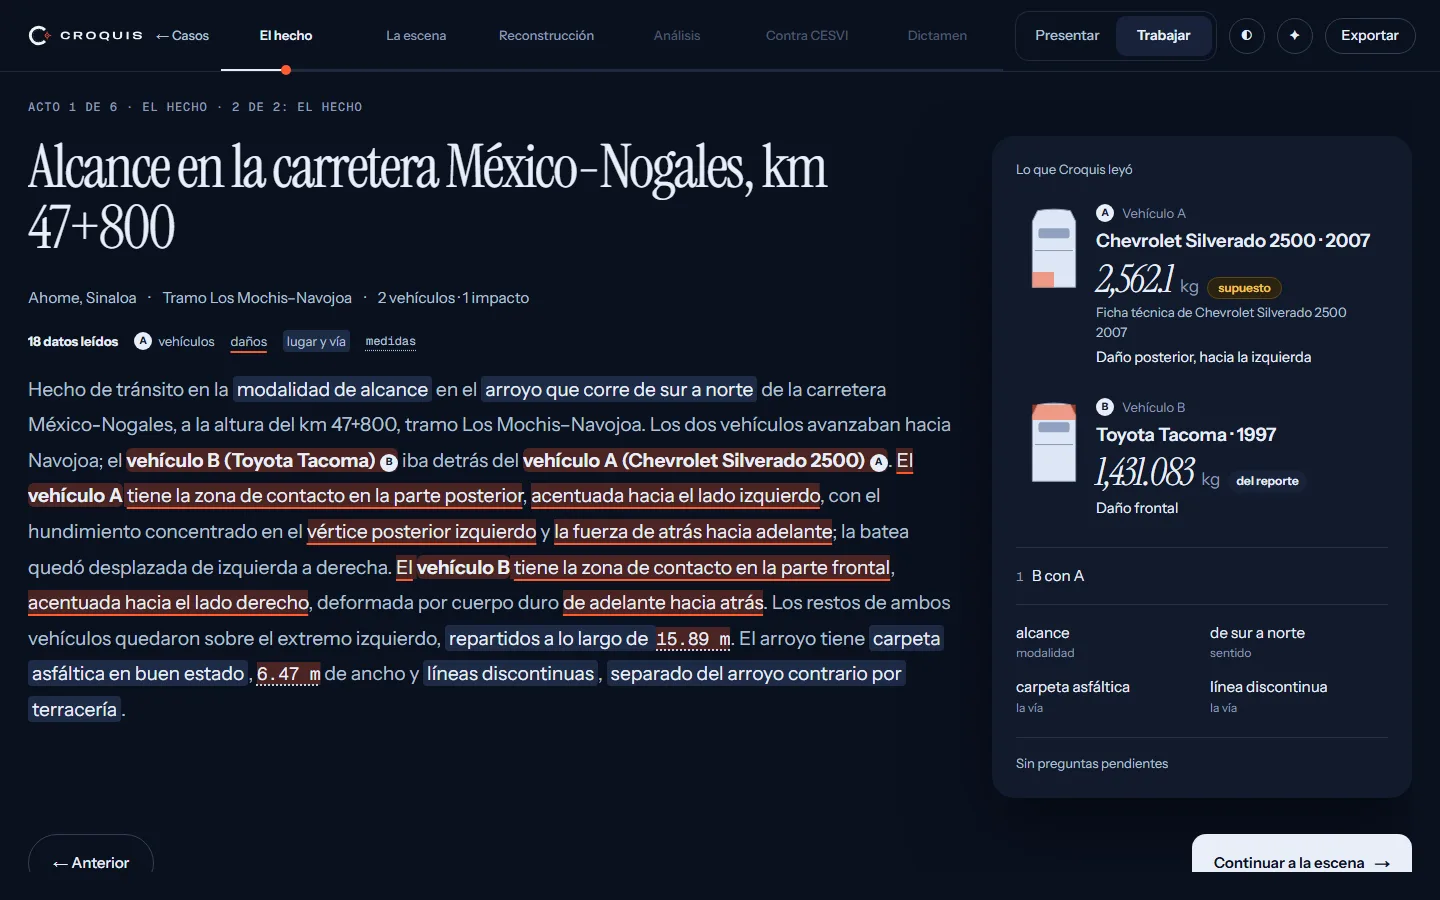 CROQUIS
← Casos
El hecho
La escena
Reconstrucción
Análisis
Contra CESVI
Dictamen
Presentar
Trabajar
Exportar
ACTO 1 DE 6 · EL HECHO · 2 DE 2: EL HECHO
Alcance en la carretera México–Nogales, km
47+800
Ahome, Sinaloa · Tramo Los Mochis–Navojoa · 2 vehículos · 1 impacto
18 datos leídos A vehículos daños lugar y vía medidas
Hecho de tránsito en la modalidad de alcance en el arroyo que corre de sur a norte de la carretera
México-Nogales, a la altura del km 47+800, tramo Los Mochis–Navojoa. Los dos vehículos avanzaban hacia
Navojoa; el vehículo B (Toyota Tacoma) B iba detrás del vehículo A (Chevrolet Silverado 2500) A. El
vehículo A tiene la zona de contacto en la parte posterior, acentuada hacia el lado izquierdo, con el
hundimiento concentrado en el vértice posterior izquierdo y la fuerza de atrás hacia adelante; la batea
quedó desplazada de izquierda a derecha. El vehículo B tiene la zona de contacto en la parte frontal,
acentuada hacia el lado derecho, deformada por cuerpo duro de adelante hacia atrás. Los restos de ambos
vehículos quedaron sobre el extremo izquierdo, repartidos a lo largo de 15.89 m. El arroyo tiene carpeta
asfáltica en buen estado, 6.47 m de ancho y líneas discontinuas, separado del arroyo contrario por
terracería.
Lo que Croquis leyó
A Vehículo A
Chevrolet Silverado 2500 · 2007
2,562.1 kg supuesto
Ficha técnica de Chevrolet Silverado 2500
2007
Daño posterior, hacia la izquierda
B Vehículo B
Toyota Tacoma · 1997
1,431.083 kg del reporte
Daño frontal
1 B con A
alcance
modalidad
de sur a norte
sentido
carpeta asfáltica
la vía
línea discontinua
la vía
Sin preguntas pendientes
← Anterior
Continuar a la escena →